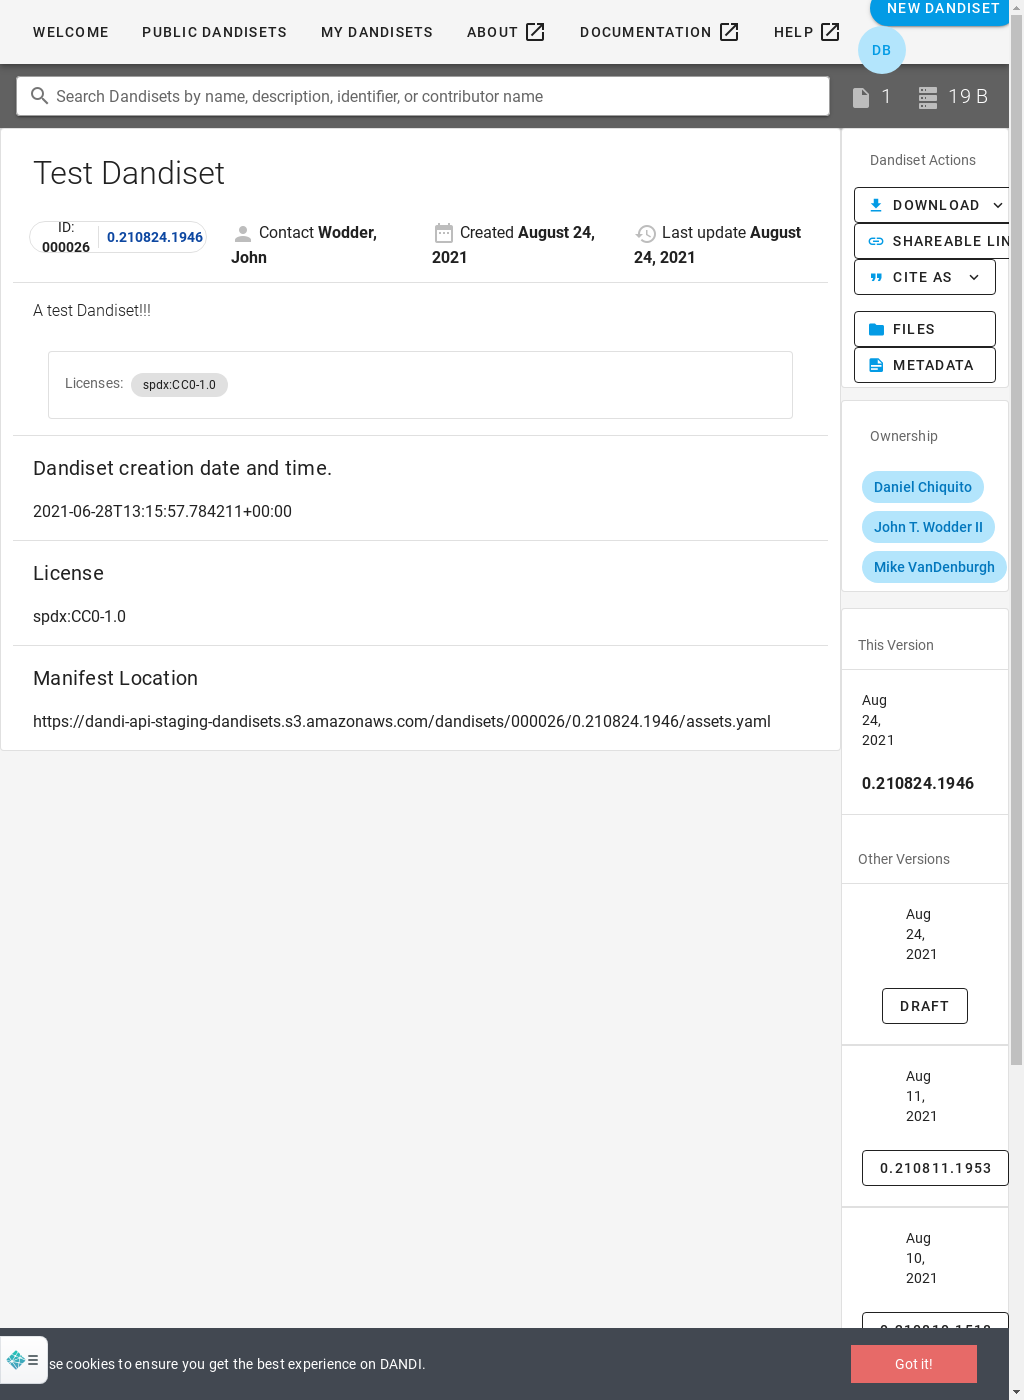 WELCOME
PUBLIC DANDISETS
MY DANDISETS
ABOUT
DOCUMENTATION
HELP
NEW DANDISET
DB
Search Dandisets by name, description, identifier, or contributor name
1
19 B
Test Dandiset
ID:
000026
0.210824.1946
Contact Wodder,
John
Created August 24,
2021
Last update August
24, 2021
A test Dandiset!!!
Licenses:
spdx:CC0-1.0
Dandiset creation date and time.
2021-06-28T13:15:57.784211+00:00
License
spdx:CC0-1.0
Manifest Location
https://dandi-api-staging-dandisets.s3.amazonaws.com/dandisets/000026/0.210824.1946/assets.yaml
Dandiset Actions
DOWNLOAD
SHAREABLE LIN
CITE AS
FILES
METADATA
Ownership
Daniel Chiquito
John T. Wodder II
Mike VanDenburgh
This Version
Aug
24,
2021
0.210824.1946
Other Versions
Aug
24,
2021
DRAFT
Aug
11,
2021
0.210811.1953
Aug
10,
2021
se cookies to ensure you get the best experience on DANDI.
Got it!